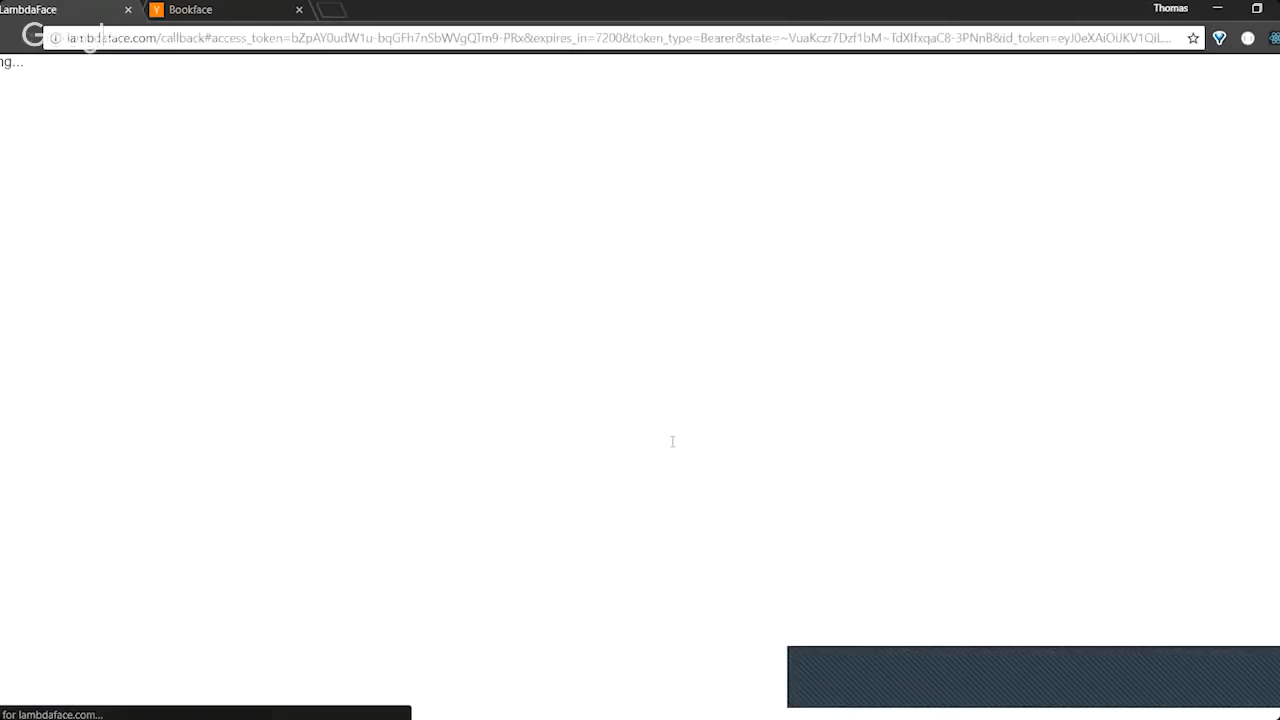 LambdaFace
Bookface
Thomas
lambdaface.com/callback#access_token=bZpAY0udW1u-bqGFh7nSbWVgQTm9-PRx&expires_in=7200&token_type=Bearer&state=~VuaKczr7Dzf1bM~TdXIfxqaC8-3PNnB&id_token=eyJ0eXAiOiJKV1QiL...
ng...
for lambdaface.com...